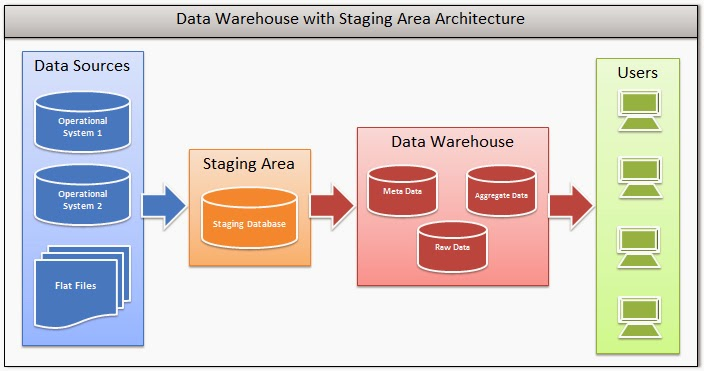 Data Warehouse with Staging Area Architecture
Data Sources
Operational
System 1
Operational
System 2
Flat Files
Staging Area
Staging Database
Data Warehouse
Meta Data
Aggregate Data
Raw Data
Users